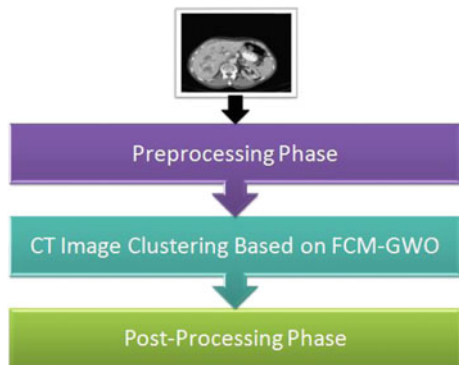 Preprocessing Phase
CT Image Clustering Based on FCM-GWO
Post-Processing Phase